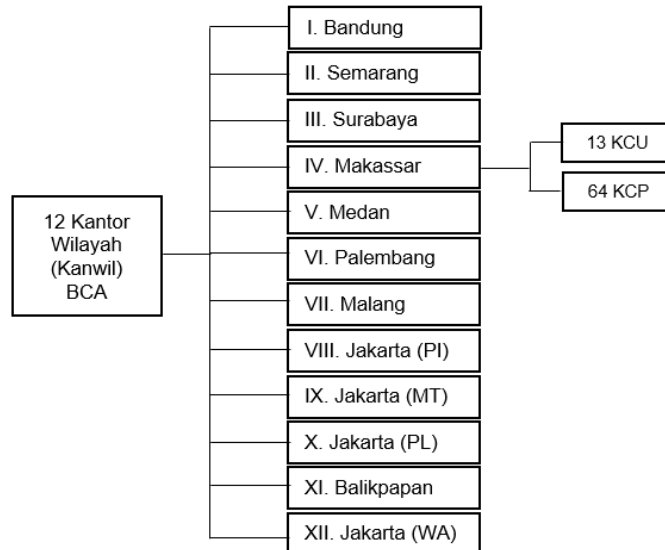 I. Bandung
II. Semarang
III. Surabaya
IV. Makassar
13 KCU
64 KCP
V. Medan
12 Kantor
Wilayah
(Kanwil)
BCA
VI. Palembang
VII. Malang
VIII. Jakarta (PI)
IX. Jakarta (MT)
X. Jakarta (PL)
XI. Balikpapan
XII. Jakarta (WA)